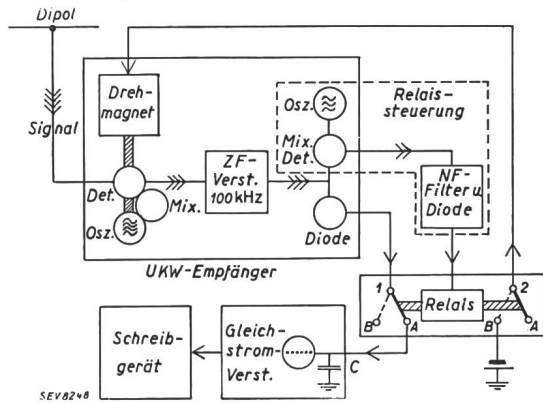 Dipol
Signal
Dreh-
magnet
Det.
Mix.
Osz.
ZF-
Verst.
100kHz
Osz.
Mix.
Det.
Diode
UKW-Empfänger
Relais-
steuerung
NF-
Filter u
Diode
1
B
A
Relais
2
B
A
Schreib-
gerät
Gleich-
strom-
Verst.
C
SEV8248